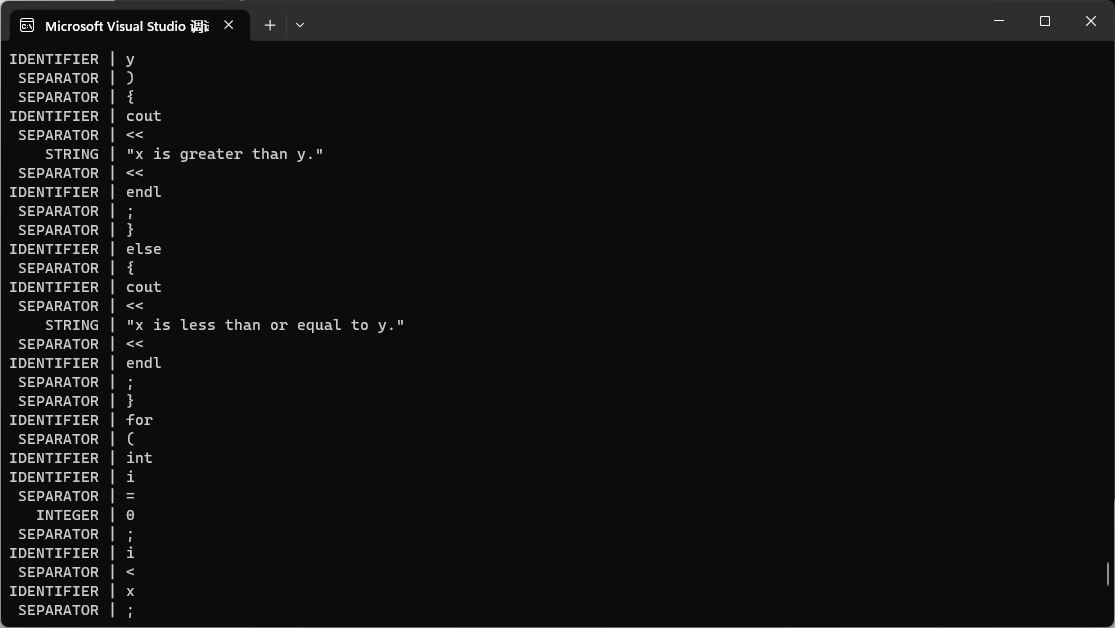 Microsoft Visual Studio 调
IDENTIFIER | y
SEPARATOR | )
SEPARATOR | {
IDENTIFIER | cout
SEPARATOR | <<
STRING | "x is greater than y."
SEPARATOR | <<
IDENTIFIER | endl
SEPARATOR | ;
SEPARATOR | }
IDENTIFIER | else
SEPARATOR | {
IDENTIFIER | cout
SEPARATOR | <<
STRING | "x is less than or equal to y."
SEPARATOR | <<
IDENTIFIER | endl
SEPARATOR | ;
SEPARATOR | }
IDENTIFIER | for
SEPARATOR | (
IDENTIFIER | int
IDENTIFIER | i
SEPARATOR | =
INTEGER | 0
SEPARATOR | ;
IDENTIFIER | i
SEPARATOR | <
IDENTIFIER | x
SEPARATOR | ;